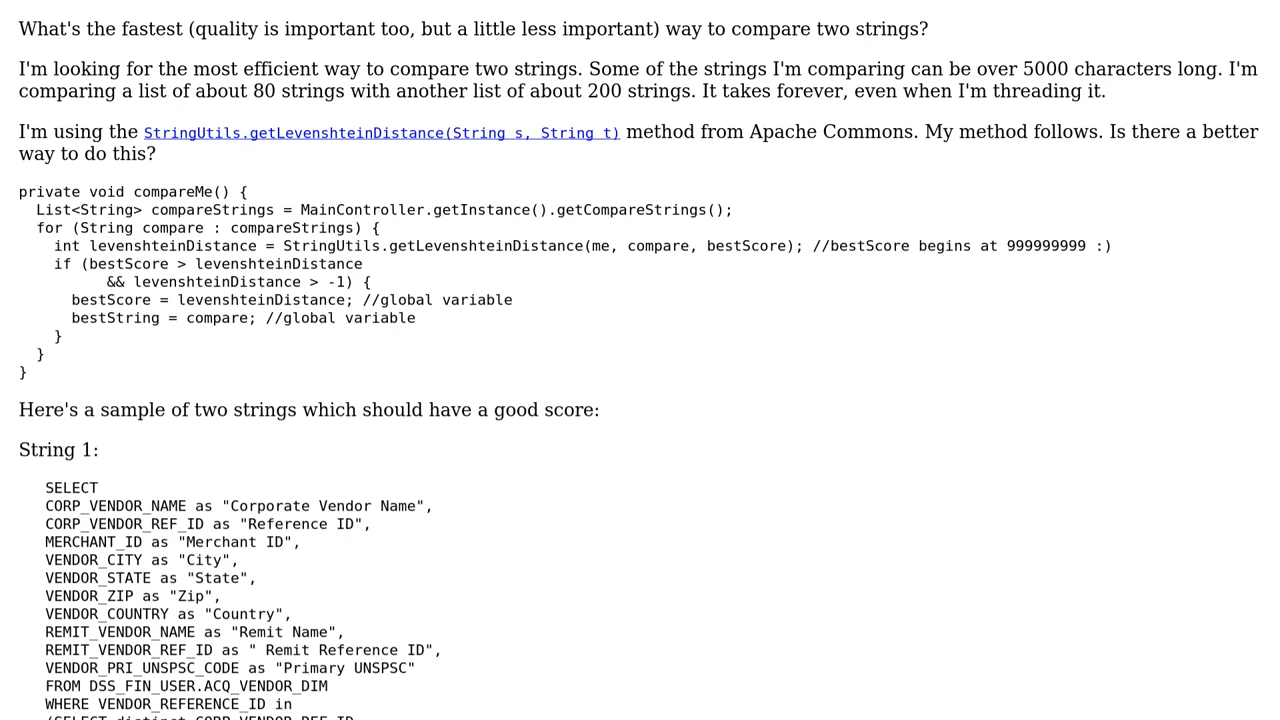 What's the fastest (quality is important too, but a little less important) way to compare two strings?
I'm looking for the most efficient way to compare two strings. Some of the strings I'm comparing can be over 5000 characters long. I'm
comparing a list of about 80 strings with another list of about 200 strings. It takes forever, even when I'm threading it.
I'm using the StringUtils.getLevenshteinDistance(String s, String t) method from Apache Commons. My method follows. Is there a better
way to do this?
private void compareMe() {
  List<String> compareStrings = MainController.getInstance().getCompareStrings();
  for (String compare : compareStrings) {
    int levenshteinDistance = StringUtils.getLevenshteinDistance(me, compare, bestScore); //bestScore begins at 999999999 :)
    if (bestScore > levenshteinDistance
          && levenshteinDistance > -1) {
      bestScore = levenshteinDistance; //global variable
      bestString = compare; //global variable
    }
  }
}
Here's a sample of two strings which should have a good score:
String 1:
   SELECT
   CORP_VENDOR_NAME as "Corporate Vendor Name",
   CORP_VENDOR_REF_ID as "Reference ID",
   MERCHANT_ID as "Merchant ID",
   VENDOR_CITY as "City",
   VENDOR_STATE as "State",
   VENDOR_ZIP as "Zip",
   VENDOR_COUNTRY as "Country",
   REMIT_VENDOR_NAME as "Remit Name",
   REMIT_VENDOR_REF_ID as " Remit Reference ID",
   VENDOR_PRI_UNSPSC_CODE as "Primary UNSPSC"
   FROM DSS_FIN_USER.ACQ_VENDOR_DIM
   WHERE VENDOR_REFERENCE_ID in
   (SELECT distinct CORP_VENDOR_REF_ID